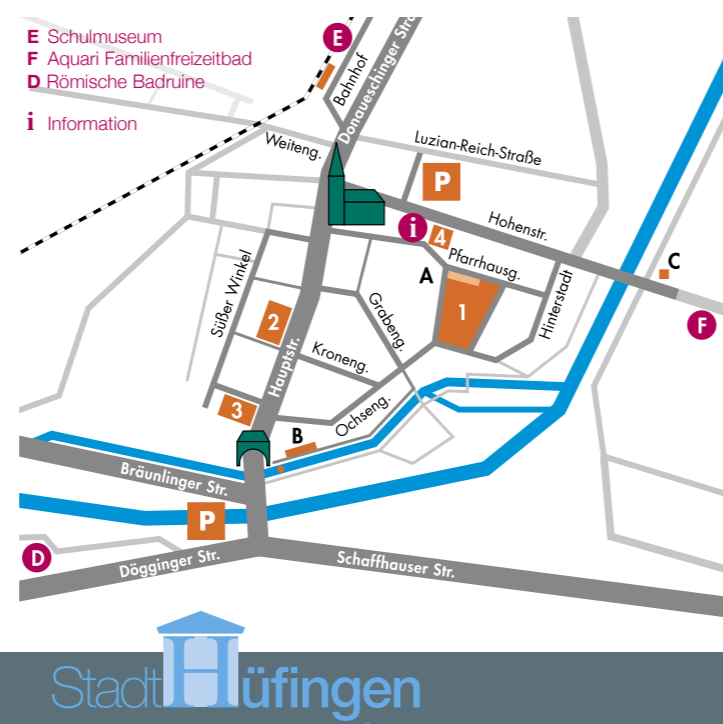 E Schulmuseum
F Aquari Familienfreizeitbad
D Römische Badruine
i Information
E
Bahnhof
Donaueschinger Str.
Weiteng.
Luzian-Reich-Straße
P
i
4
Hohenstr.
Pfarrhausg.
A
C
Süßer Winkel
1
Hinterstadt
F
2
Grabeng.
Hauptstr.
Kroneng.
3
Ochseng.
B
Bräunlinger Str.
P
D
Dögginger Str.
Schaffhauser Str.
Stadt Hüfingen